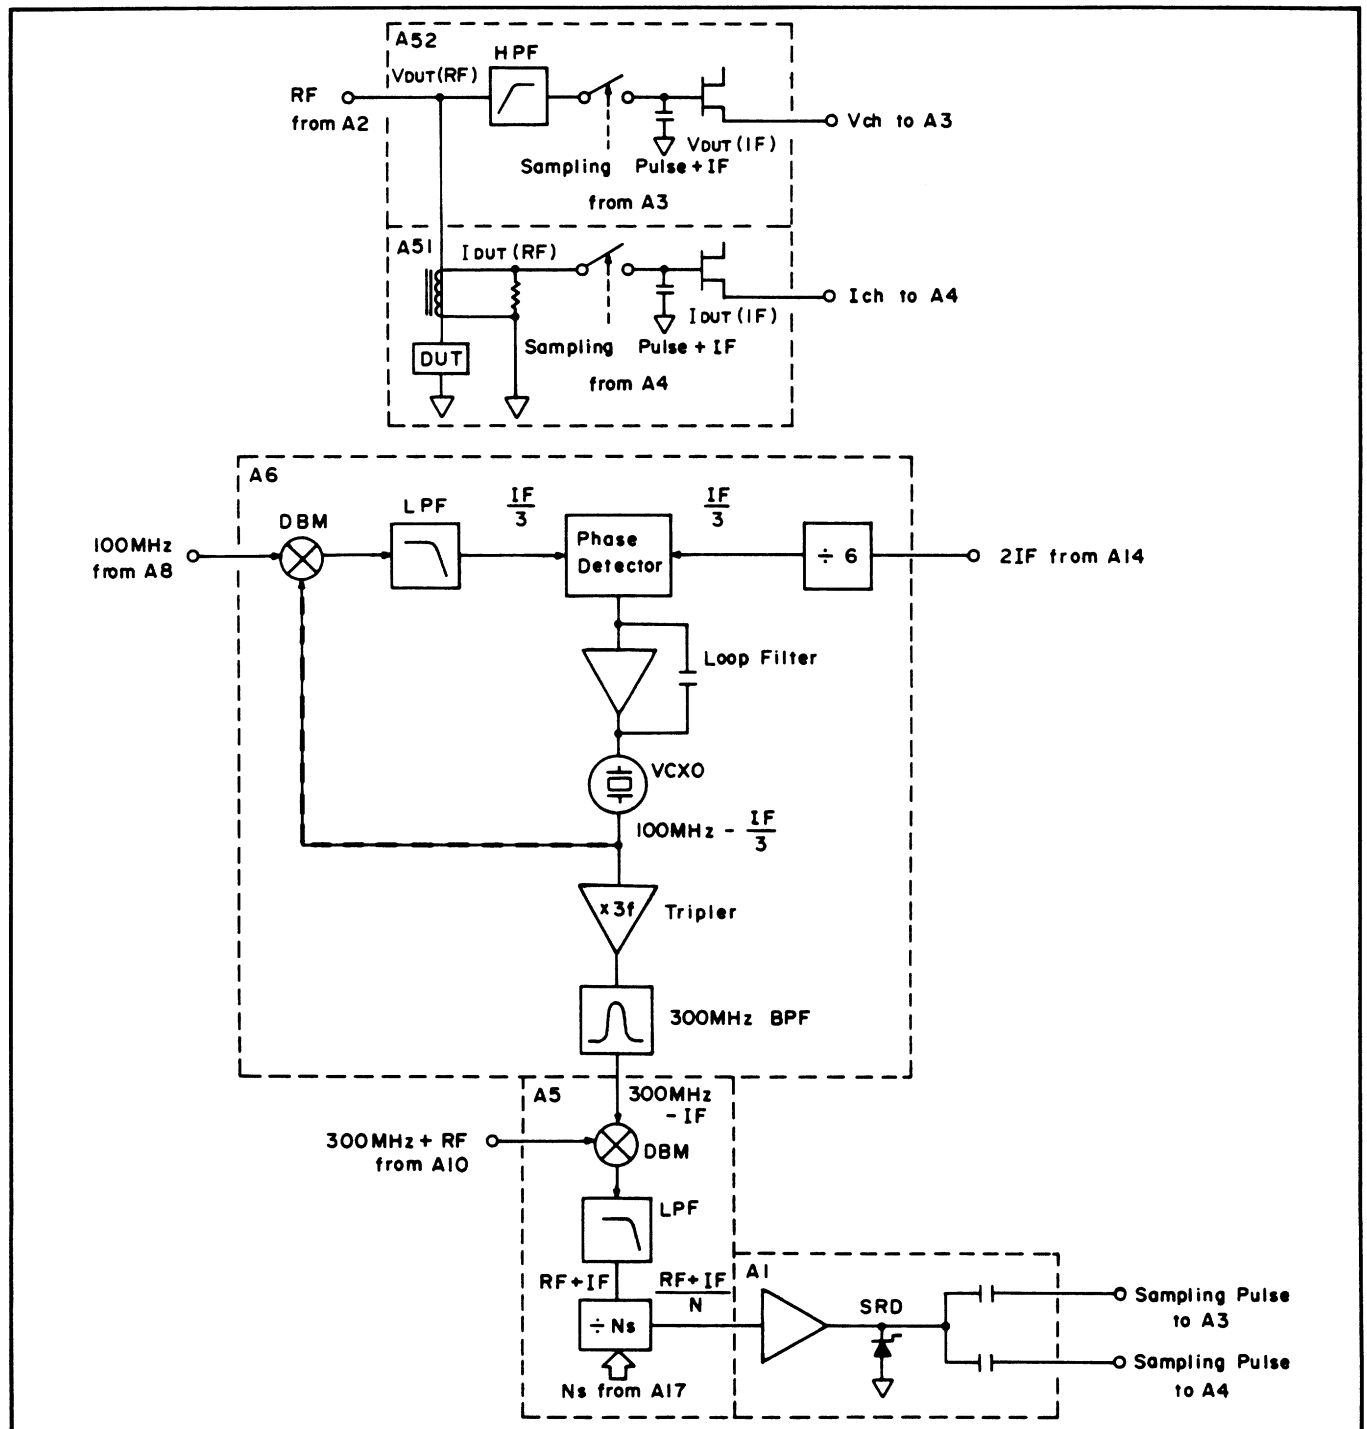 A52
HPF
VDUT(RF)
RF
from A2
Vch to A3
VDUT(IF)
Sampling Pulse+IF
from A3
A51
IDUT(RF)
Ich to A4
IDUT(IF)
Sampling Pulse+IF
from A4
DUT
A6
DBM
LPF
IF
3
IF
3
100MHz
from A8
Phase
Detector
÷ 6
2IF from A14
Loop Filter
VCXO
100MHz - IF
3
x3f
Tripler
300MHz BPF
A5
300MHz
-IF
300MHz+RF
from A10
DBM
LPF
RF+IF
RF+IF
N
÷ Ns
Ns from A17
A1
SRD
Sampling Pulse
to A3
Sampling Pulse
to A4